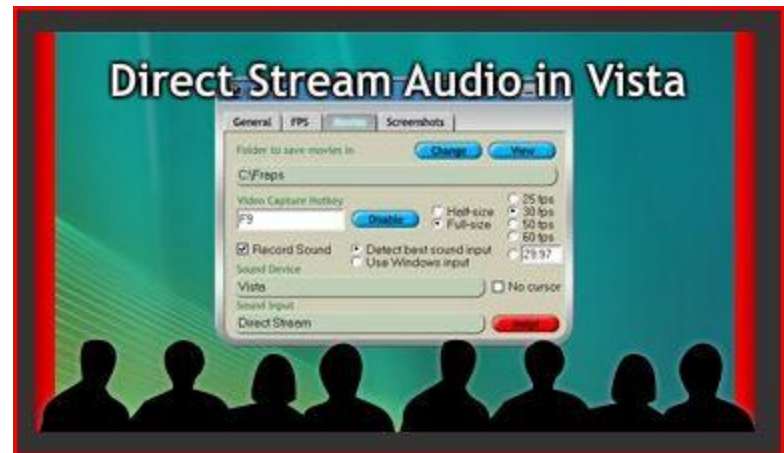 Direct Stream Audio in Vista
General FPS Movies Screenshots
Folder to save movies in Change View
C:\Fraps
Video Capture Hotkey
F9 Disable
Half-size
Full-size
25 fps
30 fps
50 fps
60 fps
29.97
Record Sound
Detect best sound input
Use Windows input
Sound Device
Vista
No cursor
Sound Input
Direct Stream